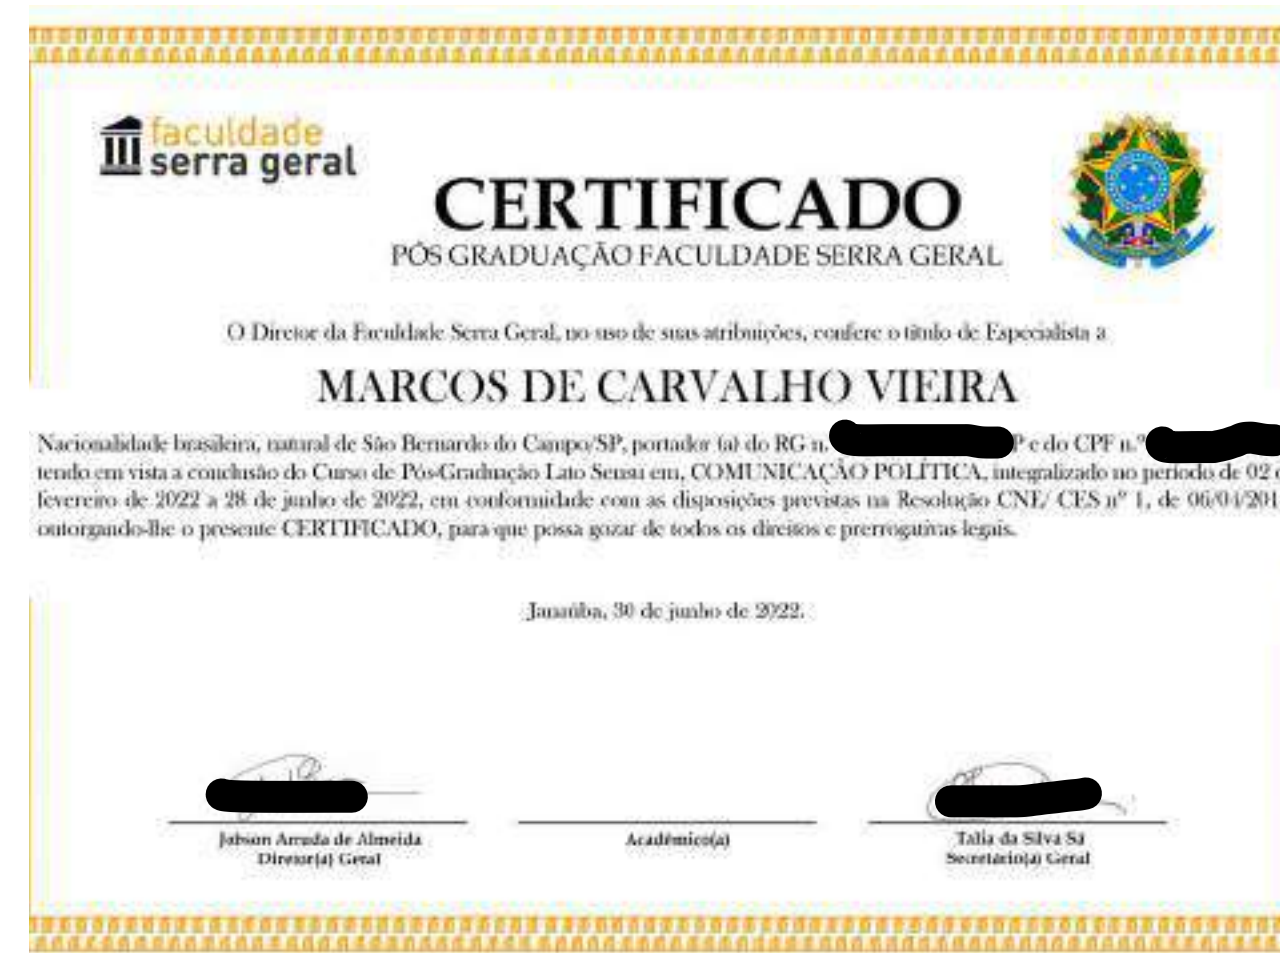 faculdade
serra geral
CERTIFICADO
PÓS GRADUAÇÃO FACULDADE SERRA GERAL
O Diretor da Faculdade Serra Geral, no uso de suas atribuições, confere o título de Especialista a
MARCOS DE CARVALHO VIEIRA
Nacionalidade brasileira, natural de São Bernardo do Campo/SP, portador (a) do RG n. P e do CPF n.º
tendo em vista a conclusão do Curso de Pós-Graduação Lato Sensu em, COMUNICAÇÃO POLÍTICA, integralizado no período de 02
fevereiro de 2022 a 28 de junho de 2022, em conformidade com as disposições previstas na Resolução CNE/ CES nº 1, de 06/04/201
outorgando-lhe o presente CERTIFICADO, para que possa gozar de todos os direitos e prerrogativas legais.
Janaúba, 30 de junho de 2022.
Jobson Arruda de Almeida
Diretor(a) Geral
Acadêmico(a)
Talia da Silva Sá
Secretário(a) Geral